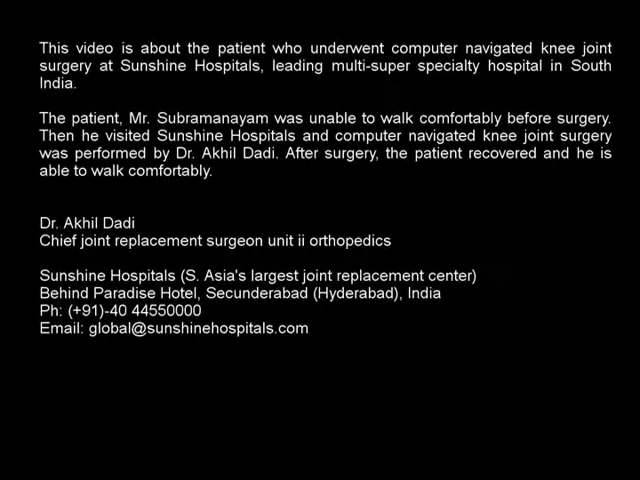 This video is about the patient who underwent computer navigated knee joint
surgery at Sunshine Hospitals, leading multi-super specialty hospital in South
India.
The patient, Mr. Subramanayam was unable to walk comfortably before surgery.
Then he visited Sunshine Hospitals and computer navigated knee joint surgery
was performed by Dr. Akhil Dadi. After surgery, the patient recovered and he is
able to walk comfortably.
Dr. Akhil Dadi
Chief joint replacement surgeon unit ii orthopedics
Sunshine Hospitals (S. Asia's largest joint replacement center)
Behind Paradise Hotel, Secunderabad (Hyderabad), India
Ph: (+91)-40 44550000
Email: global@sunshinehospitals.com